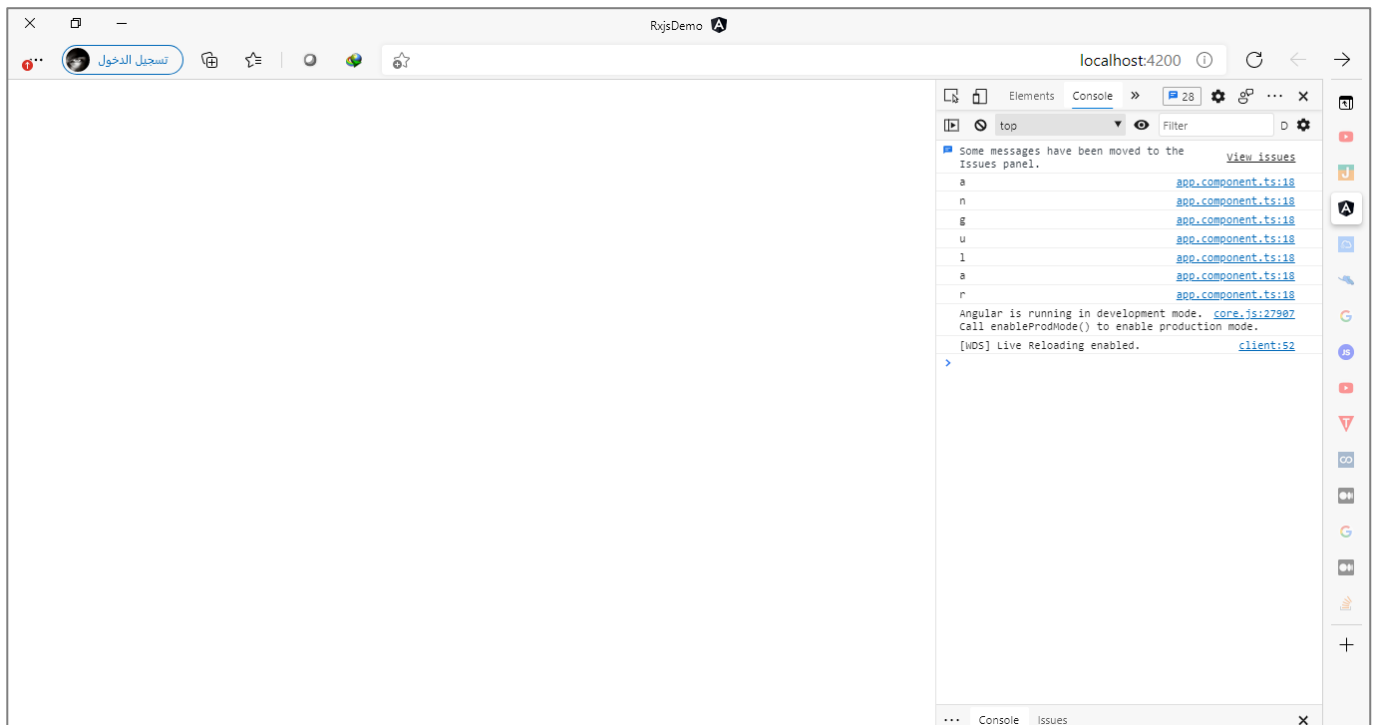 RxjsDemo
تسجيل الدخول
localhost:4200
Elements Console » 28
top Filter D
Some messages have been moved to the Issues panel. View issues
a app.component.ts:18
n app.component.ts:18
g app.component.ts:18
u app.component.ts:18
l app.component.ts:18
a app.component.ts:18
r app.component.ts:18
Angular is running in development mode. core.js:27907
Call enableProdMode() to enable production mode.
[WDS] Live Reloading enabled. client:52
Console Issues